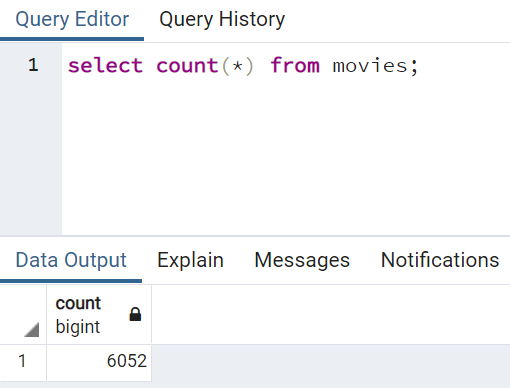 Query Editor Query History
1 select count(*) from movies;
Data Output Explain Messages Notifications
count
bigint
1 6052